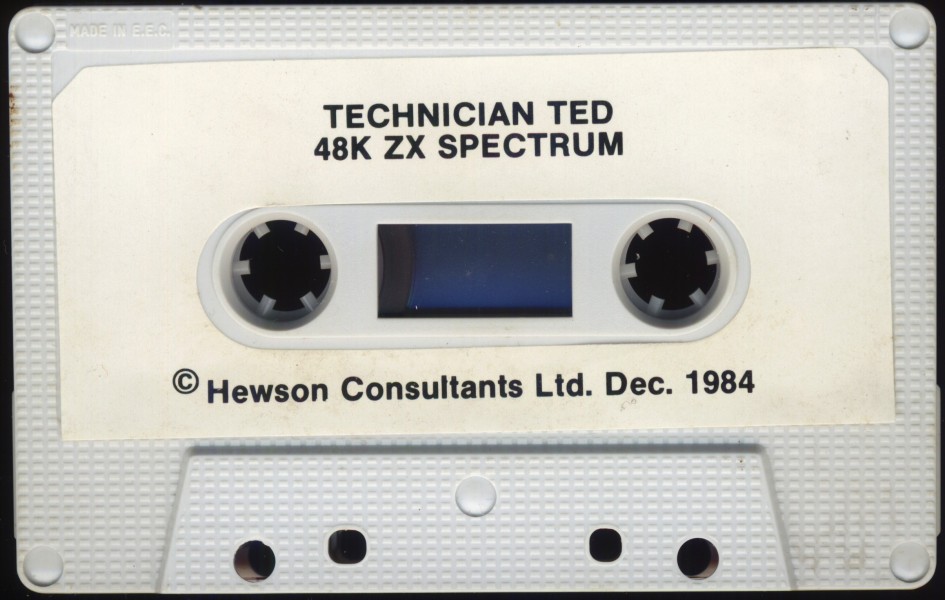 MADE IN E.E.C.
TECHNICIAN TED
48K ZX SPECTRUM
© Hewson Consultants Ltd. Dec. 1984